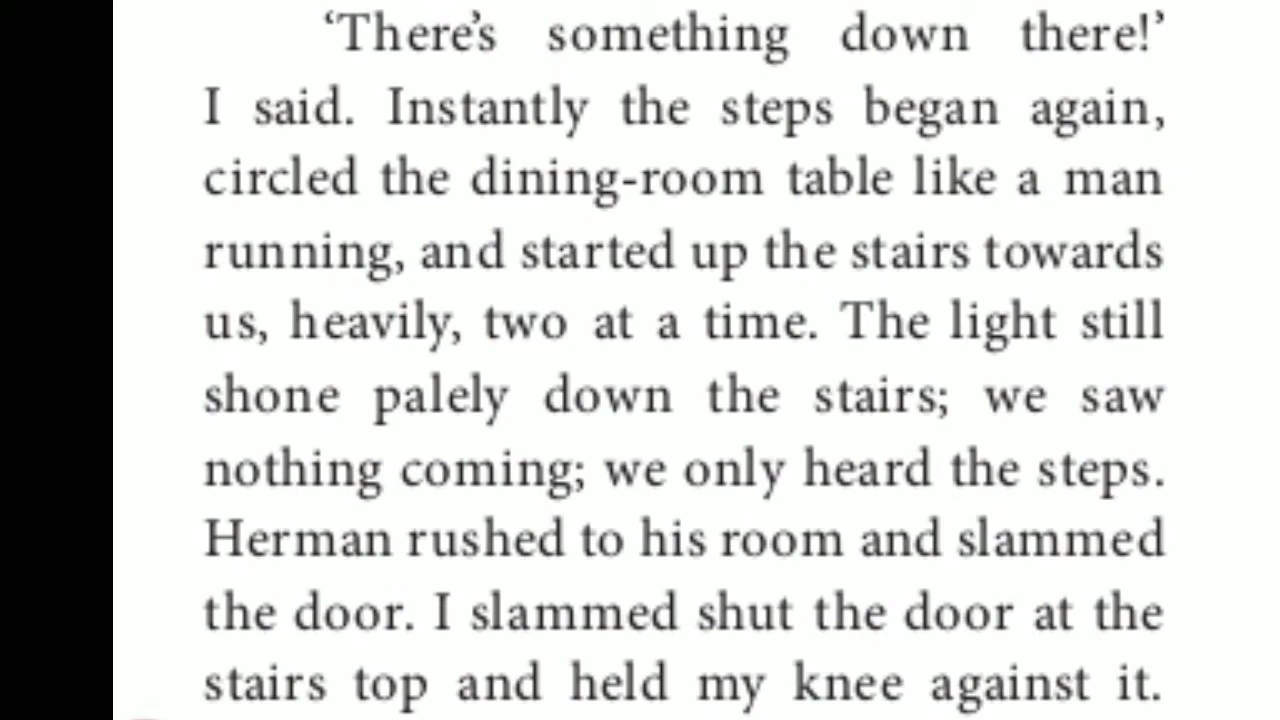 ‘There’s something down there!’
I said. Instantly the steps began again,
circled the dining-room table like a man
running, and started up the stairs towards
us, heavily, two at a time. The light still
shone palely down the stairs; we saw
nothing coming; we only heard the steps.
Herman rushed to his room and slammed
the door. I slammed shut the door at the
stairs top and held my knee against it.